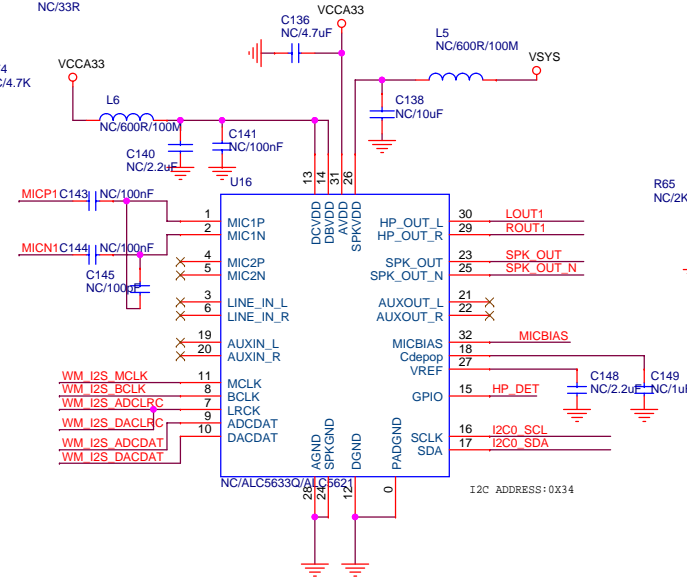 NC/33R
C136
NC/4.7uF
VCCA33
L5
NC/600R/100M
VSYS
VCCA33
4
C/4.7K
L6
NC/600R/100M
C138
NC/10uF
C141
NC/100nF
C140
NC/2.2uF
U16
13
14
31
26
DCVDD
DBVDD
AVDD
SPKVDD
R65
NC/2K
MICP1 C143 NC/100nF
1 MIC1P
2 MIC1N
MICN1 C144 NC/100nF
C145
NC/100pF
4 MIC2P
5 MIC2N
3 LINE_IN_L
6 LINE_IN_R
19 AUXIN_L
20 AUXIN_R
WM_I2S_MCLK 11 MCLK
WM_I2S_BCLK 8 BCLK
WM_I2S_ADCLRC 7 LRCK
WM_I2S_DACLRC 9 ADCDAT
10 DACDAT
WM_I2S_ADCDAT
WM_I2S_DACDAT
HP_OUT_L 30 LOUT1
HP_OUT_R 29 ROUT1
SPK_OUT 23 SPK_OUT
SPK_OUT_N 25 SPK_OUT_N
AUXOUT_L 21
AUXOUT_R 22
MICBIAS 32 MICBIAS
Cdepop 18
VREF 27
C148
NC/2.2uF
C149
NC/1uF
GPIO 15 HP_DET
SCLK 16 I2C0_SCL
SDA 17 I2C0_SDA
AGND
SPKGND
DGND
PADGND
NC/ALC5633Q/ALC5621
28
24
12
0
I2C ADDRESS:0X34